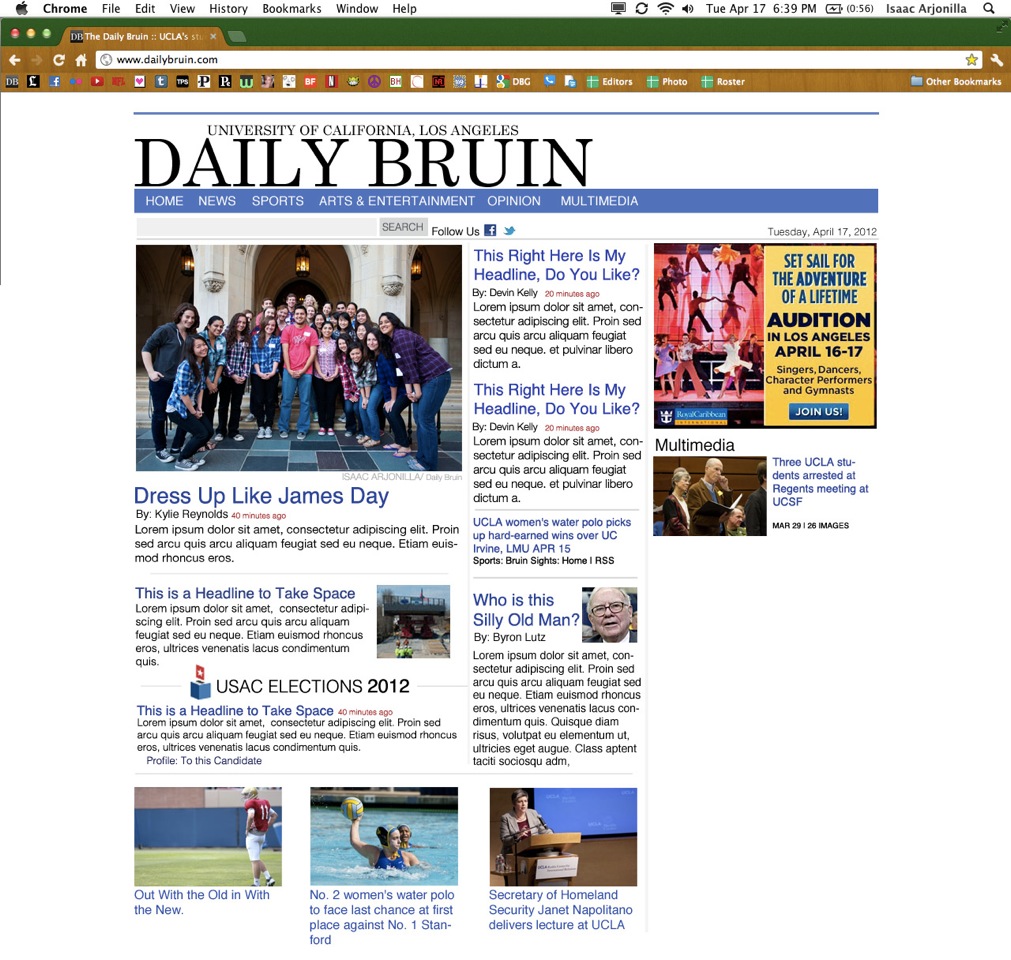 Chrome File Edit View History Bookmarks Window Help
Tue Apr 17 6:39 PM (0:56) Isaac Arjonilla
The Daily Bruin :: UCLA's stu
www.dailybruin.com
DBG Editors Photo Roster Other Bookmarks
UNIVERSITY OF CALIFORNIA, LOS ANGELES
DAILY BRUIN
HOME NEWS SPORTS ARTS & ENTERTAINMENT OPINION MULTIMEDIA
SEARCH Follow Us
Tuesday, April 17, 2012
ISAAC ARJONILLA/ Daily Bruin
Dress Up Like James Day
By: Kylie Reynolds 40 minutes ago
Lorem ipsum dolor sit amet, consectetur adipiscing elit. Proin
sed arcu quis arcu aliquam feugiat sed eu neque. Etiam euis-
mod rhoncus eros.
This is a Headline to Take Space
Lorem ipsum dolor sit amet, consectetur adipi-
scing elit. Proin sed arcu quis arcu aliquam
feugiat sed eu neque. Etiam euismod rhoncus
eros, ultrices venenatis lacus condimentum
quis.
USAC ELECTIONS 2012
This is a Headline to Take Space 40 minutes ago
Lorem ipsum dolor sit amet, consectetur adipiscing elit. Proin sed
arcu quis arcu aliquam feugiat sed eu neque. Etiam euismod rhoncus
eros, ultrices venenatis lacus condimentum quis.
Profile: To this Candidate
This Right Here Is My
Headline, Do You Like?
By: Devin Kelly 20 minutes ago
Lorem ipsum dolor sit amet, con-
sectetur adipiscing elit. Proin sed
arcu quis arcu aliquam feugiat
sed eu neque. et pulvinar libero
dictum a.
This Right Here Is My
Headline, Do You Like?
By: Devin Kelly 20 minutes ago
Lorem ipsum dolor sit amet, con-
sectetur adipiscing elit. Proin sed
arcu quis arcu aliquam feugiat
sed eu neque. et pulvinar libero
dictum a.
UCLA women's water polo picks
up hard-earned wins over UC
Irvine, LMU APR 15
Sports: Bruin Sights: Home | RSS
Who is this
Silly Old Man?
By: Byron Lutz
Lorem ipsum dolor sit amet, con-
sectetur adipiscing elit. Proin sed
arcu quis arcu aliquam feugiat
sed eu neque. Etiam euismod rhoncus
eros, ultrices venenatis lacus con-
dimentum quis. Quisque diam
risus, volutpat eu elementum ut,
ultricies eget augue. Class aptent
taciti sociosqu adm,
SET SAIL FOR
THE ADVENTURE
OF A LIFETIME
AUDITION
IN LOS ANGELES
APRIL 16-17
Singers, Dancers,
Character Performers
and Gymnasts
JOIN US!
RoyalCaribbean
INTERNATIONAL
Multimedia
Three UCLA stu-
dents arrested at
Regents meeting at
UCSF
MAR 29 | 26 IMAGES
Out With the Old in With
the New.
No. 2 women's water polo
to face last chance at first
place against No. 1 Stan-
ford
Secretary of Homeland
Security Janet Napolitano
delivers lecture at UCLA